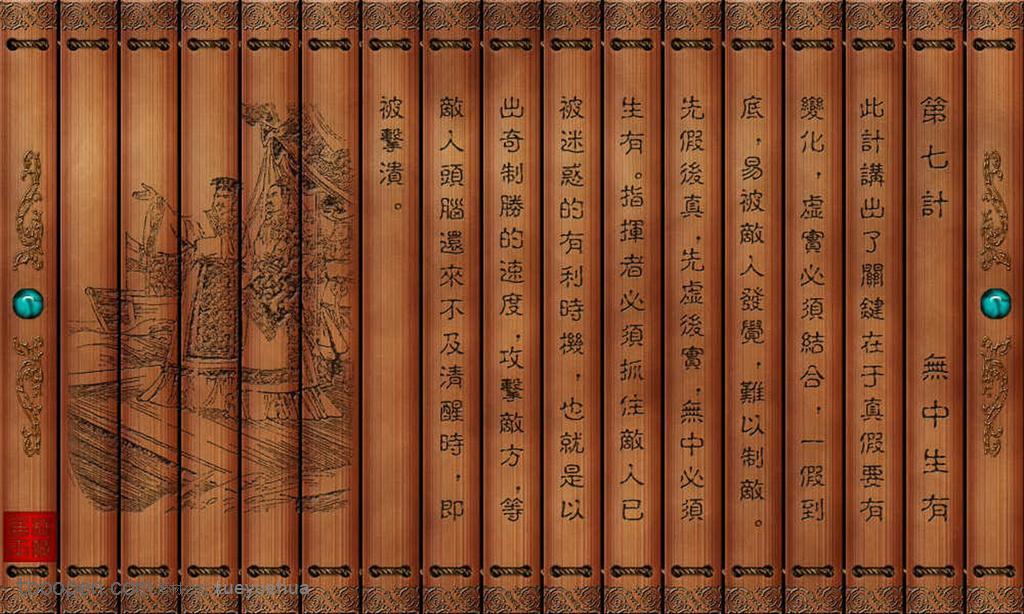 第七計 無中生有
此計講出了關鍵在于真假要有
變化，虛實必須結合，一假到
底，易被敵人發覺，難以制敵。
先假後真，先虛後實，無中必須
生有。指揮者必須抓住敵人已
被迷惑的有利時機，也就是以
出奇制勝的速度，攻擊敵方，等
敵人頭腦還來不及清醒時，即
被擊潰。